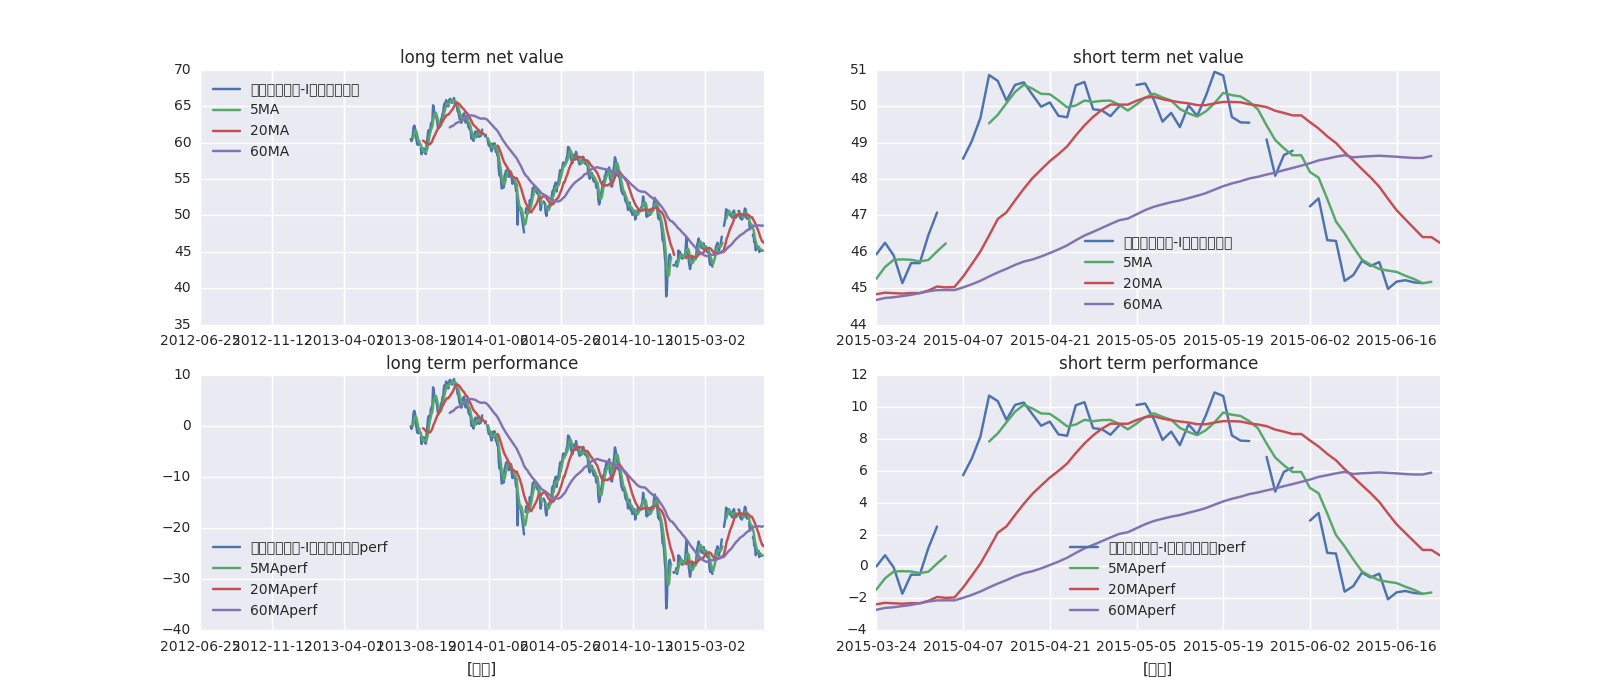 long term net value
70
65
60
55
50
45
40
35
5MA
20MA
60MA
2012-06-25 2012-11-12 2013-04-01 2013-08-19 2014-01-06 2014-05-26 2014-10-13 2015-03-02
short term net value
51
50
49
48
47
46
45
44
5MA
20MA
60MA
2015-03-24 2015-04-07 2015-04-21 2015-05-05 2015-05-19 2015-06-02 2015-06-16
long term performance
10
0
−10
−20
−30
−40
perf
5MAperf
20MAperf
60MAperf
2012-06-25 2012-11-12 2013-04-01 2013-08-19 2014-01-06 2014-05-26 2014-10-13 2015-03-02
short term performance
12
10
8
6
4
2
0
−2
−4
perf
5MAperf
20MAperf
60MAperf
2015-03-24 2015-04-07 2015-04-21 2015-05-05 2015-05-19 2015-06-02 2015-06-16